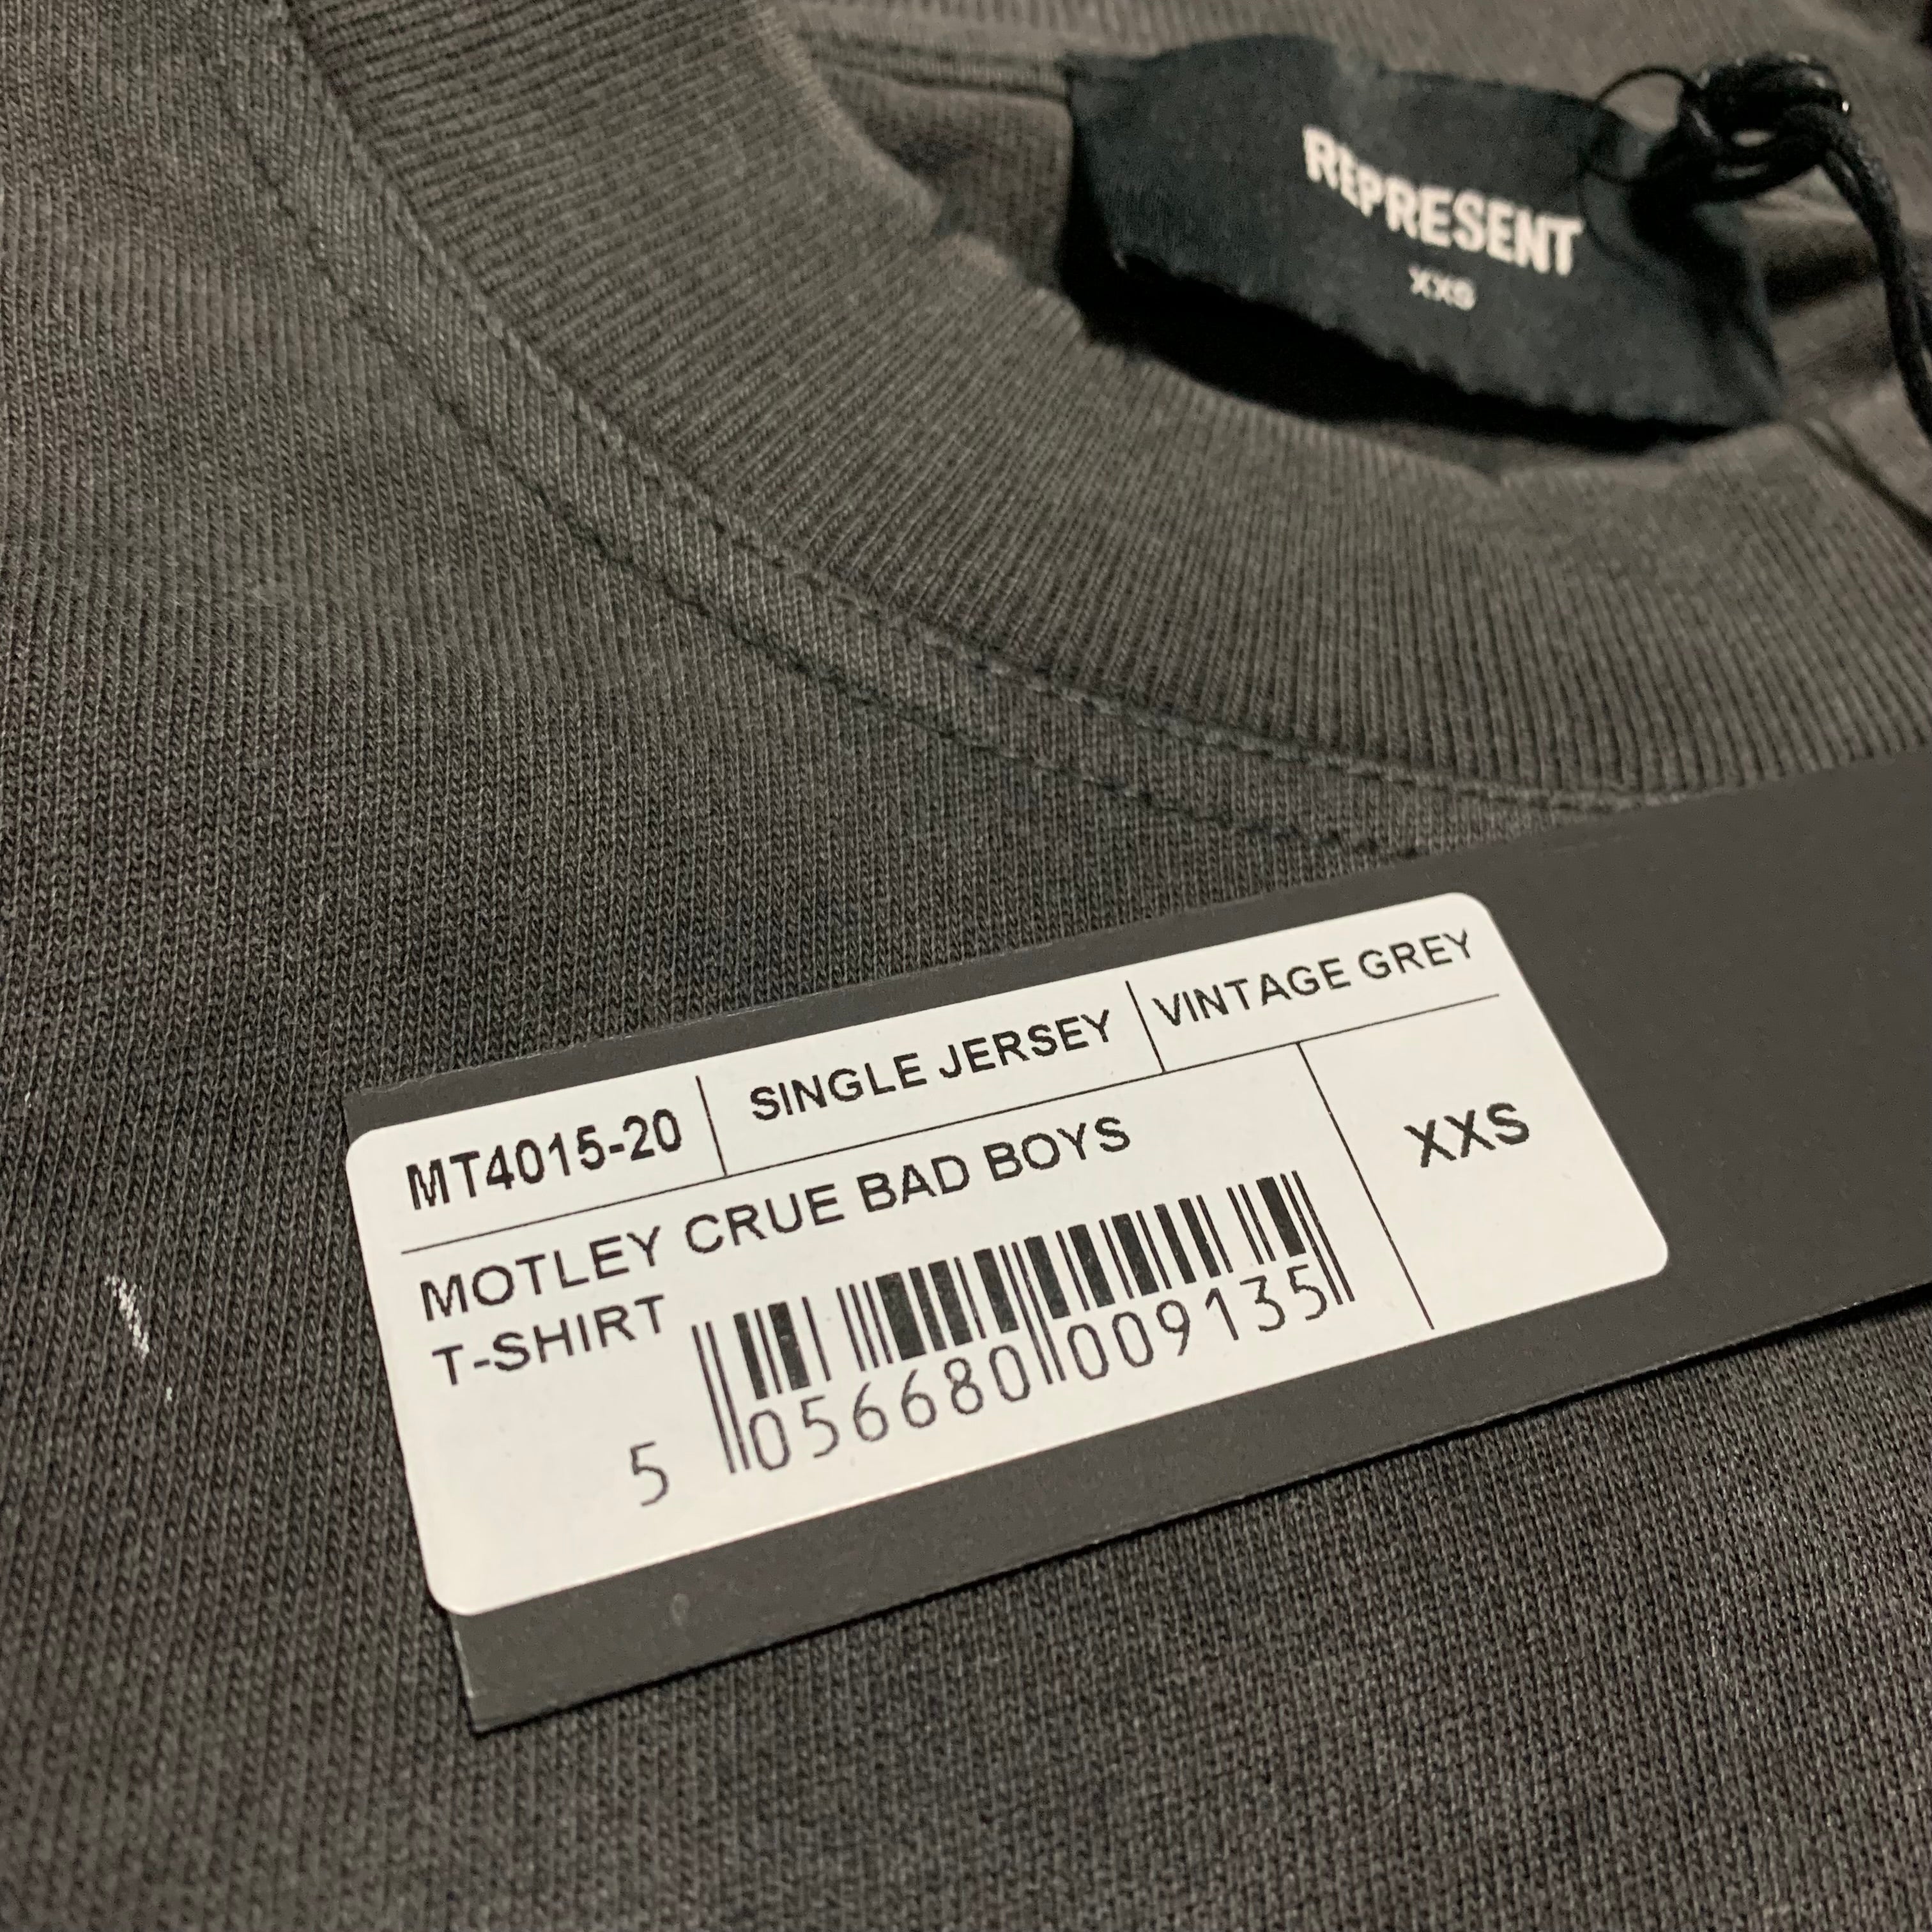 REPRESENT
XXS
MT4015-20 SINGLE JERSEY VINTAGE GREY
MOTLEY CRUE BAD BOYS
T-SHIRT
XXS
5 056680 009135